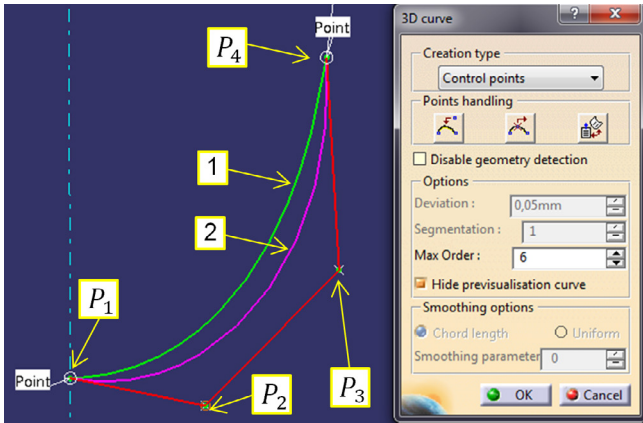 Point
P4
1
2
P1
Point
P2
P3
3D curve
?
X
Creation type
Control points
Points handling
Disable geometry detection
Options
Deviation : 0,05mm
Segmentation : 1
Max Order : 6
Hide previsualisation curve
Smoothing options
Chord length Uniform
Smoothing parameter 0
OK Cancel